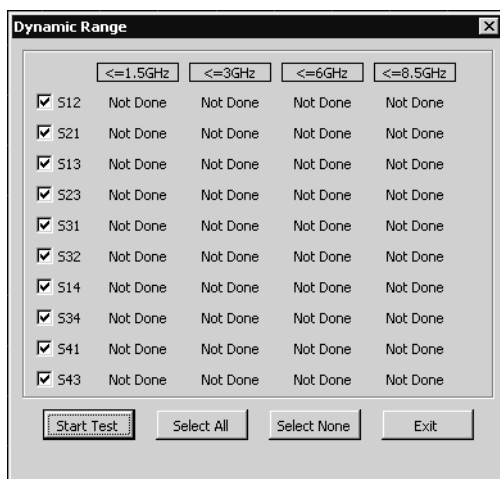 Dynamic Range
<=1.5GHz <=3GHz <=6GHz <=8.5GHz
S12 Not Done Not Done Not Done Not Done
S21 Not Done Not Done Not Done Not Done
S13 Not Done Not Done Not Done Not Done
S23 Not Done Not Done Not Done Not Done
S31 Not Done Not Done Not Done Not Done
S32 Not Done Not Done Not Done Not Done
S14 Not Done Not Done Not Done Not Done
S34 Not Done Not Done Not Done Not Done
S41 Not Done Not Done Not Done Not Done
S43 Not Done Not Done Not Done Not Done
Start Test Select All Select None Exit